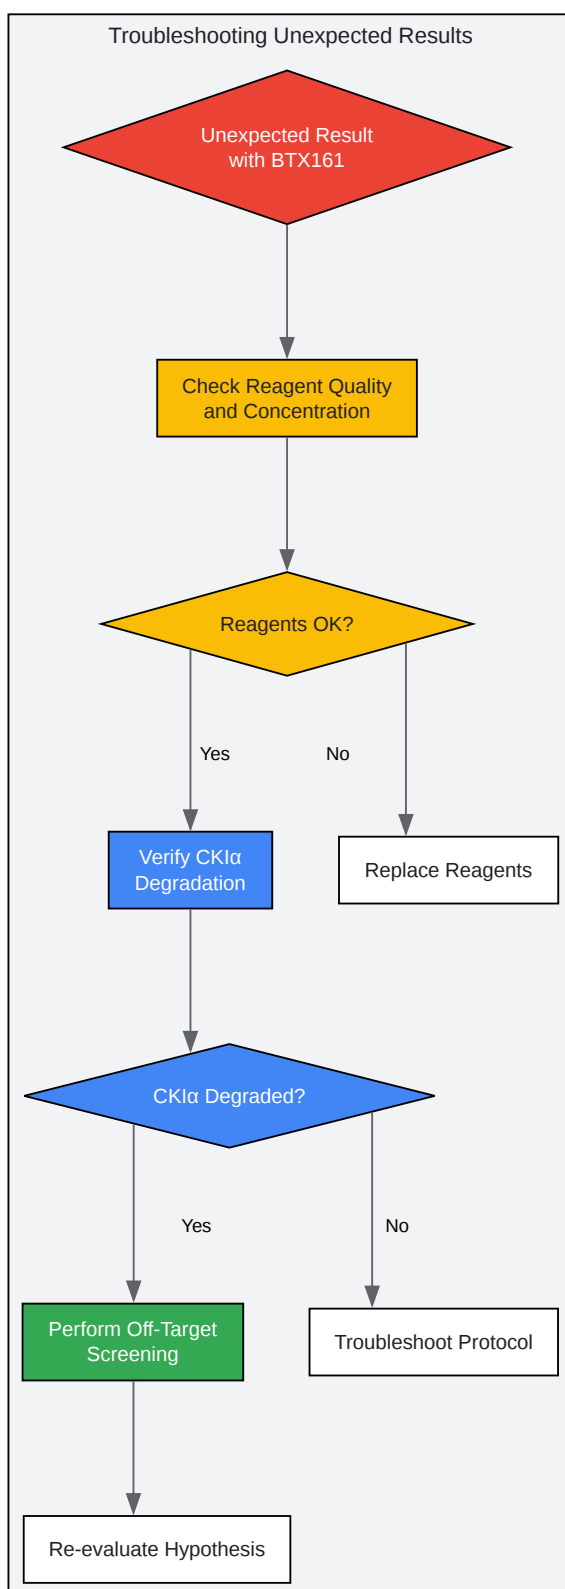 Troubleshooting Unexpected Results
Unexpected Result
with BTX161
Check Reagent Quality
and Concentration
Reagents OK?
Yes
No
Verify CKIα
Degradation
Replace Reagents
CKIα Degraded?
Yes
No
Perform Off-Target
Screening
Troubleshoot Protocol
Re-evaluate Hypothesis